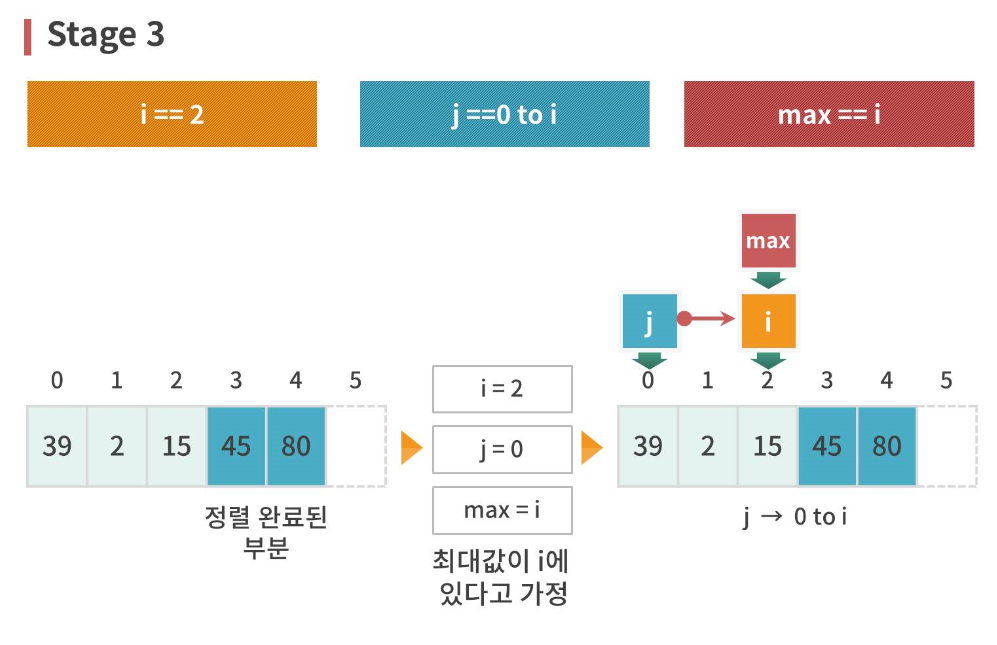 Stage 3
i == 2
j ==0 to i
max == i
max
j
i
0 1 2 3 4 5
39 2 15 45 80
정렬 완료된
부분
i = 2
j = 0
max = i
최대값이 i에
있다고 가정
0 1 2 3 4 5
39 2 15 45 80
j → 0 to i